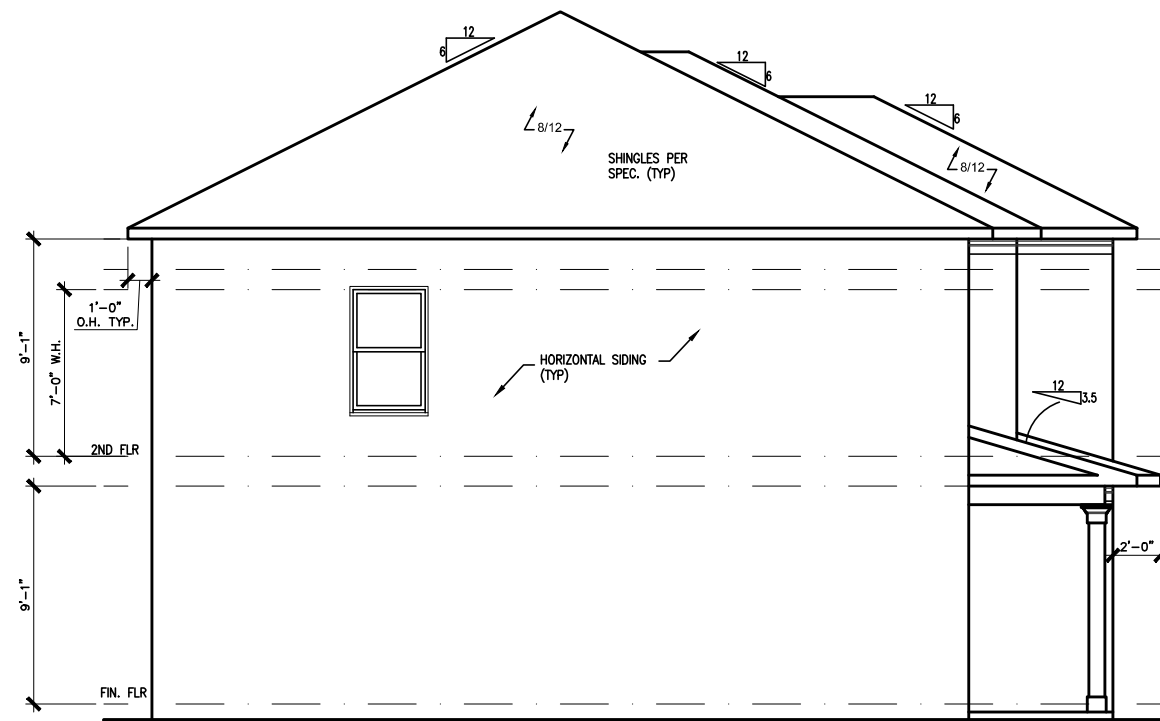 12
6
12
6
12
6
8/12
8/12
SHINGLES PER
SPEC. (TYP)
1'-0"
O.H. TYP.
9'-1"
7'-0" W.H.
HORIZONTAL SIDING
(TYP)
12
3.5
2ND FLR
2'-0"
9'-1"
FIN. FLR